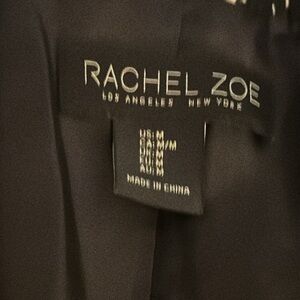 RACHEL ZOE
LOS ANGELES NEW YORK
US:M
CA:M/M
UK:M
EU:M
AU:M
MADE IN CHINA